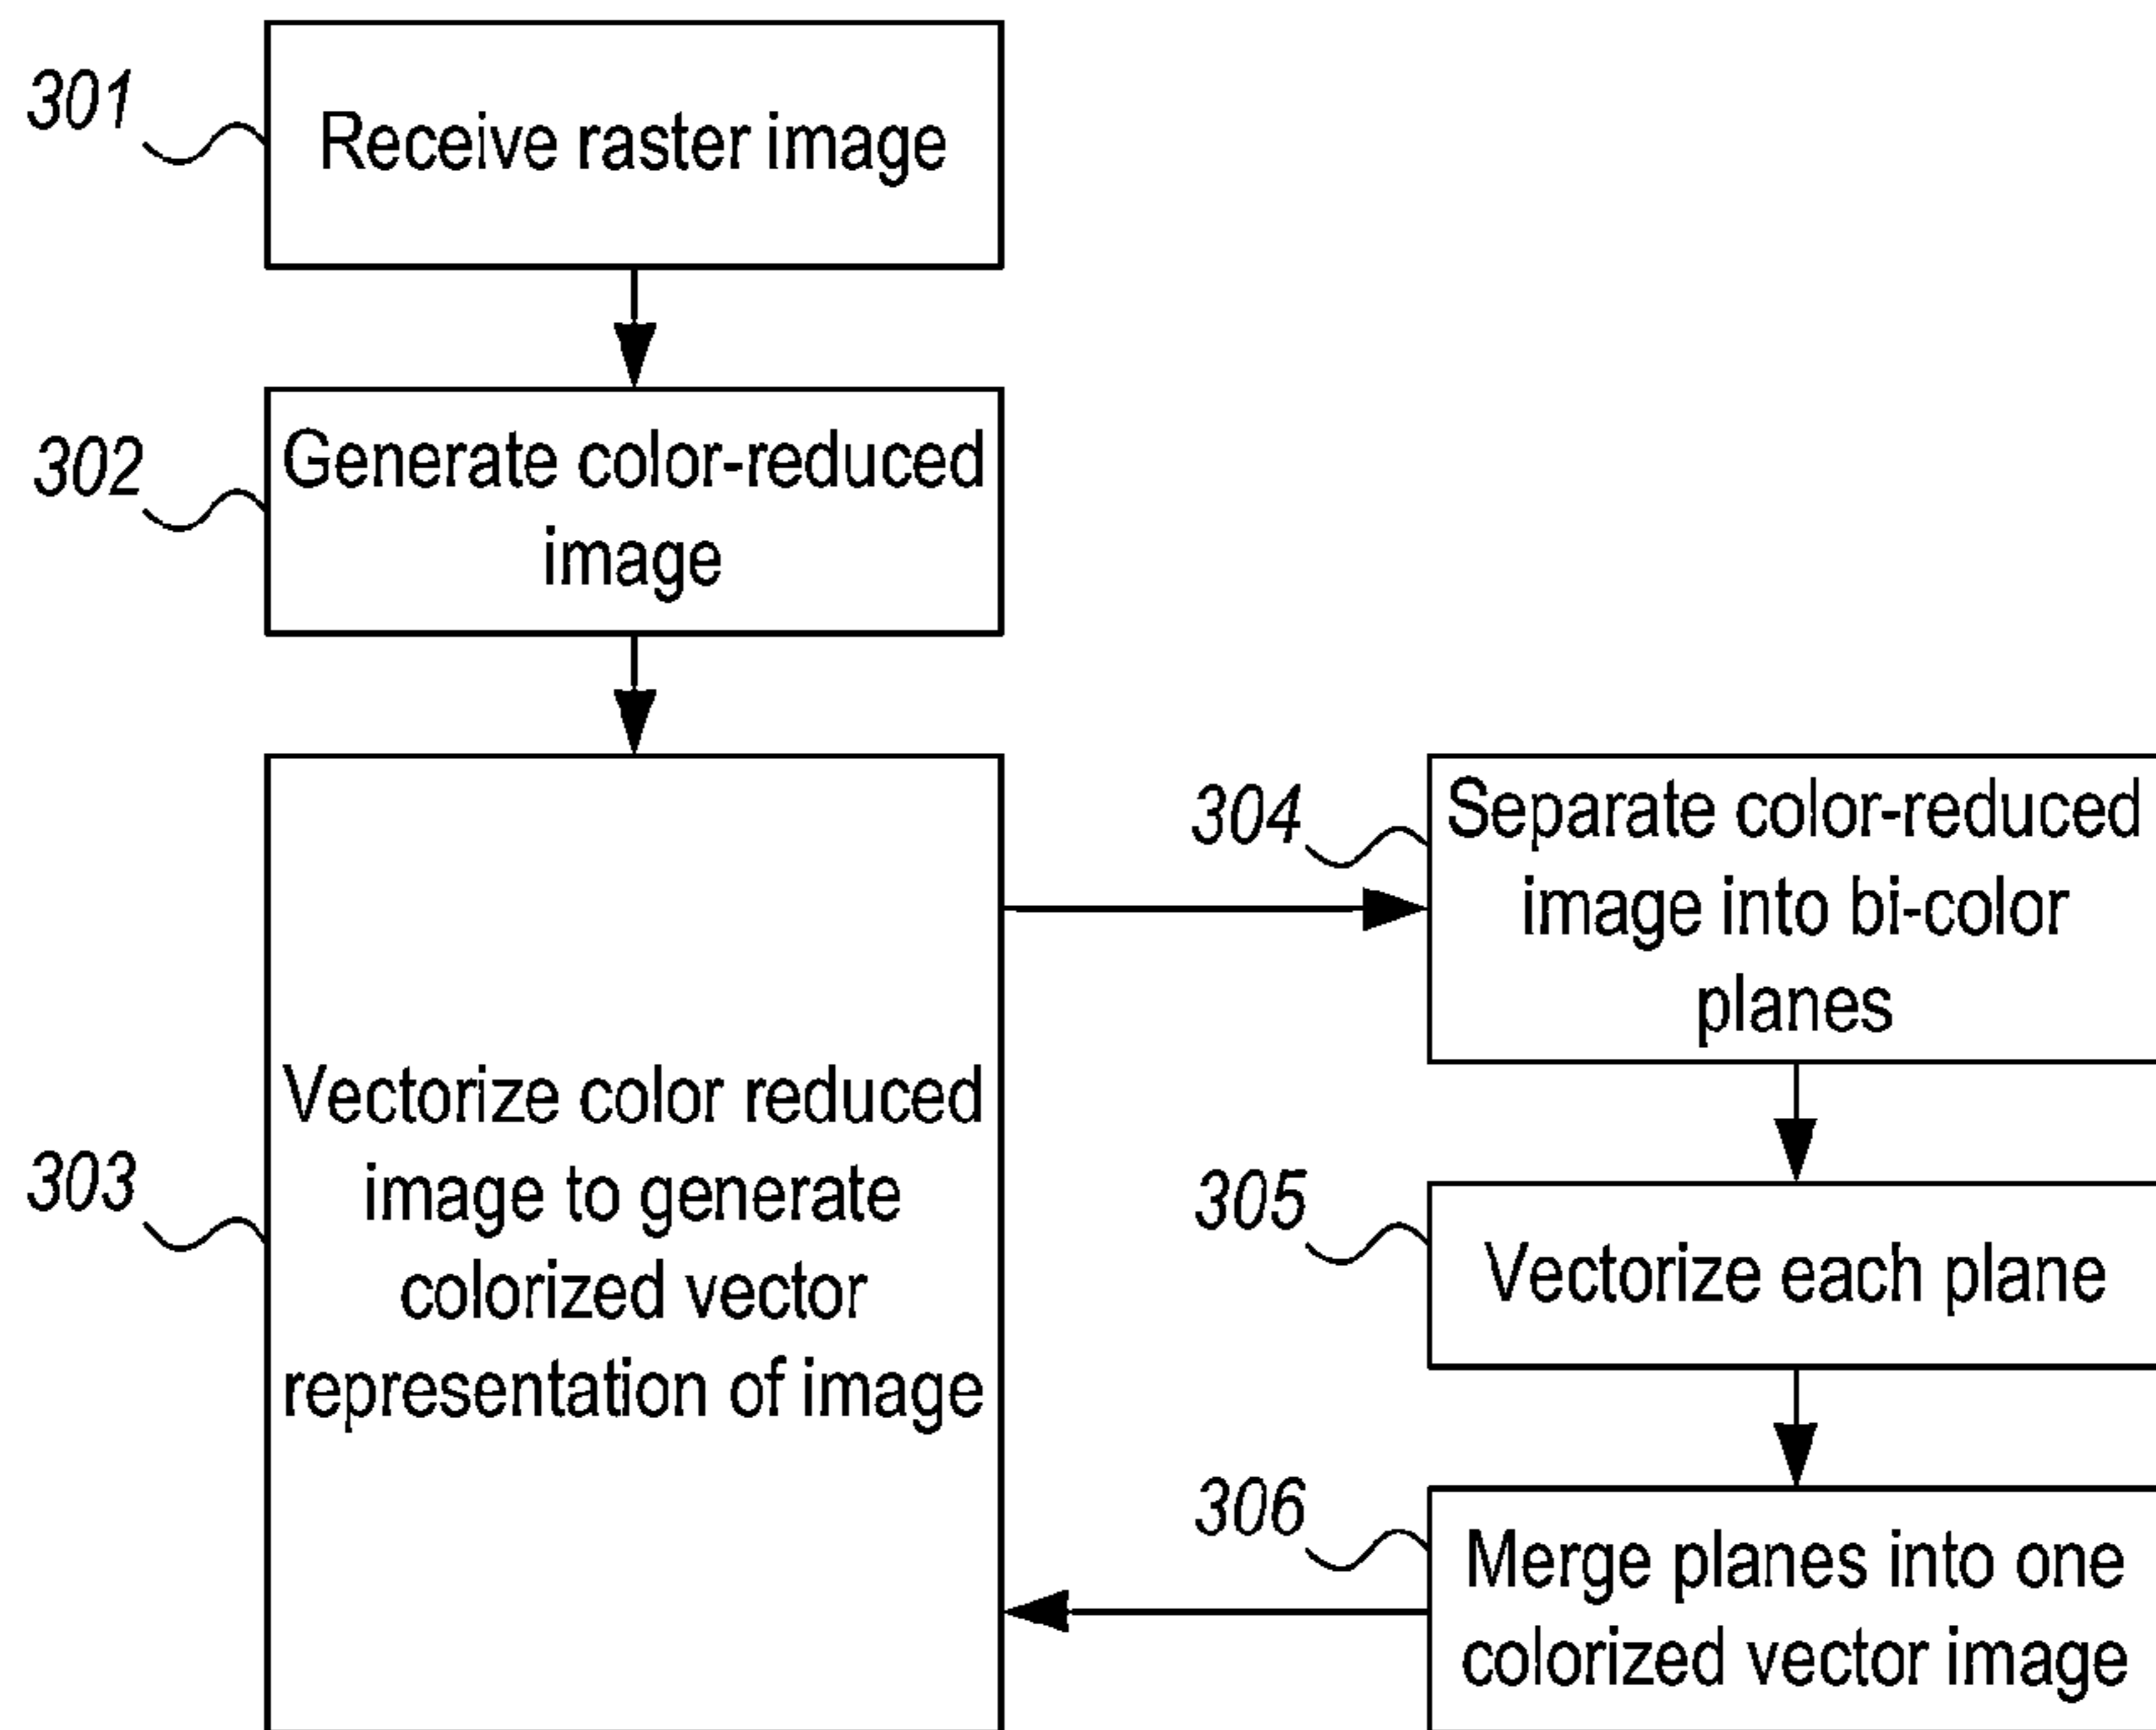 301
Receive raster image
302
Generate color-reduced
image
303
Vectorize color reduced
image to generate
colorized vector
representation of image
304
Separate color-reduced
image into bi-color
planes
305
Vectorize each plane
306
Merge planes into one
colorized vector image